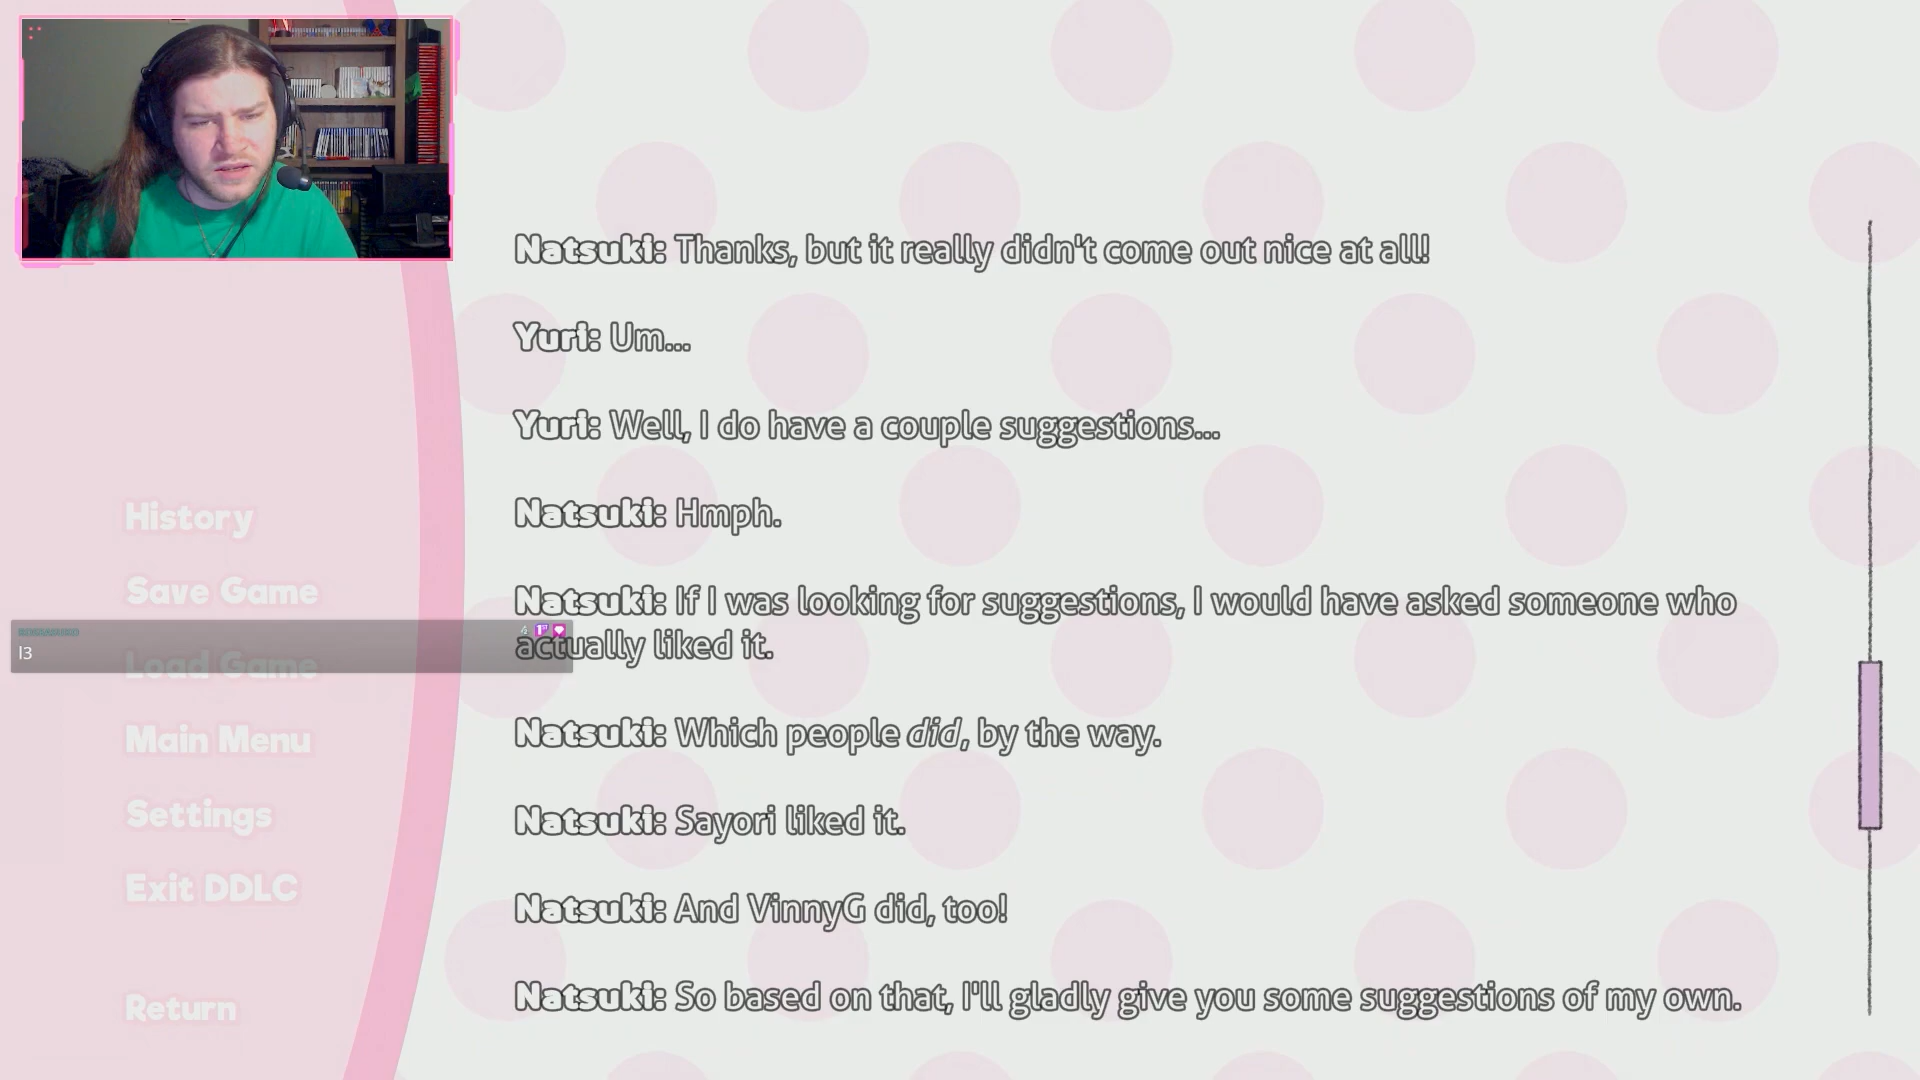 Natsuki: Thanks, but it really didn't come out nice at all!
Yuri: Um...
Yuri: Well, I do have a couple suggestions...
Natsuki: Hmph.
Natsuki: If I was looking for suggestions, I would have asked someone who
actually liked it.
Natsuki: Which people did, by the way.
Natsuki: Sayori liked it.
Natsuki: And VinnyG did, too!
Natsuki: So based on that, I'll gladly give you some suggestions of my own.
History
Save Game
l3
Load Game
Main Menu
Settings
Exit DDLC
Return